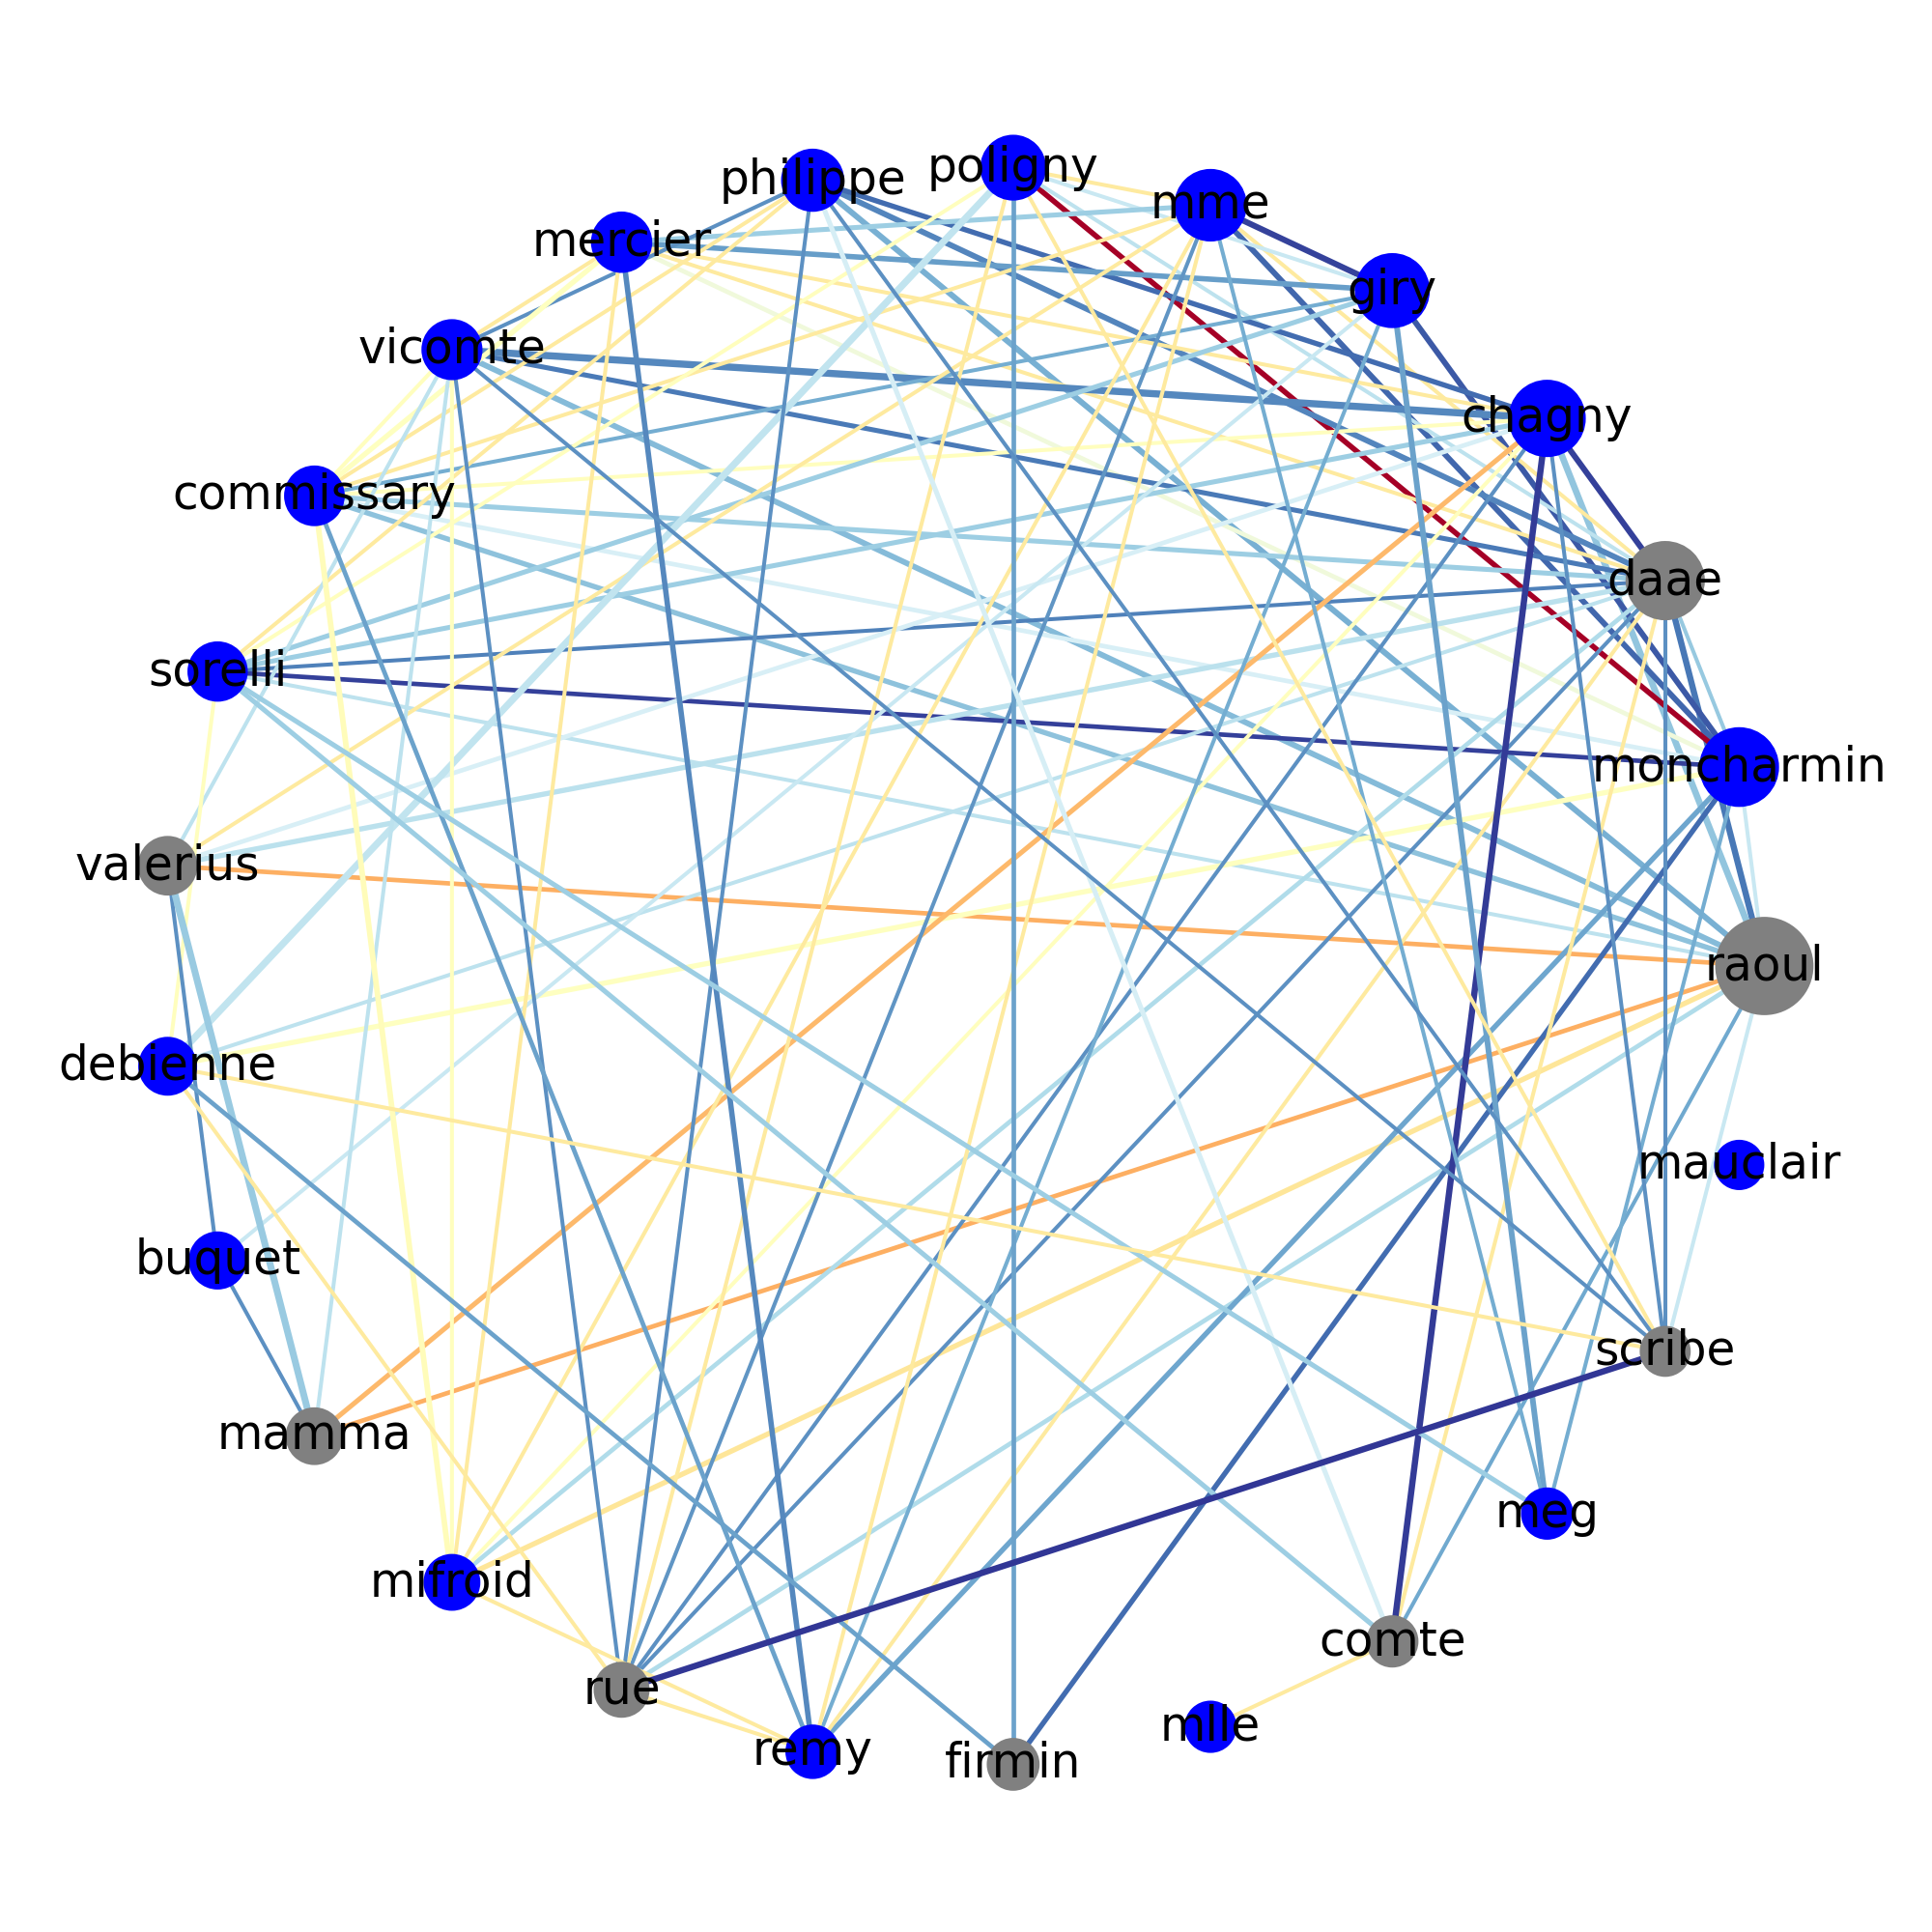 poligny
philippe
mme
mercier
giry
vicomte
chagny
commissary
daae
sorelli
moncharmin
valerius
raoul
debienne
mauclair
buquet
scribe
mamma
meg
mifroid
comte
rue
mlle
remy
firmin